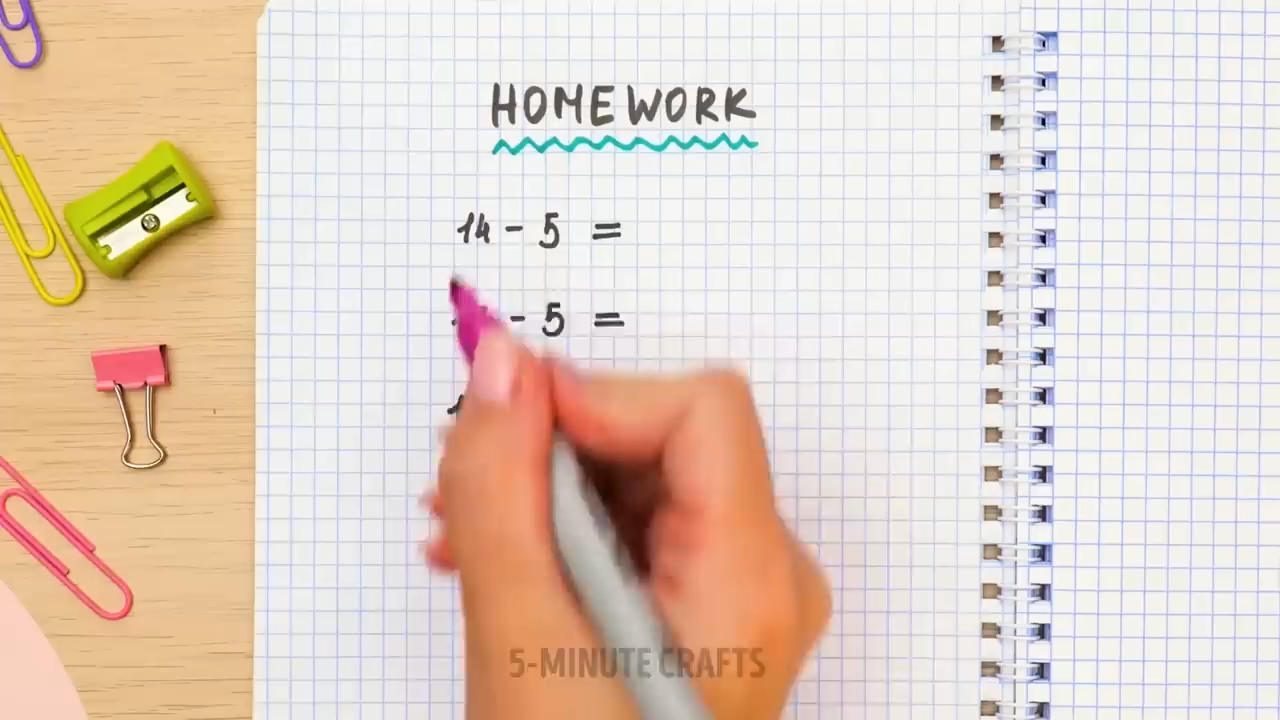 HOMEWORK
14 - 5 =
- 5 =
5-MINUTE CRAFTS